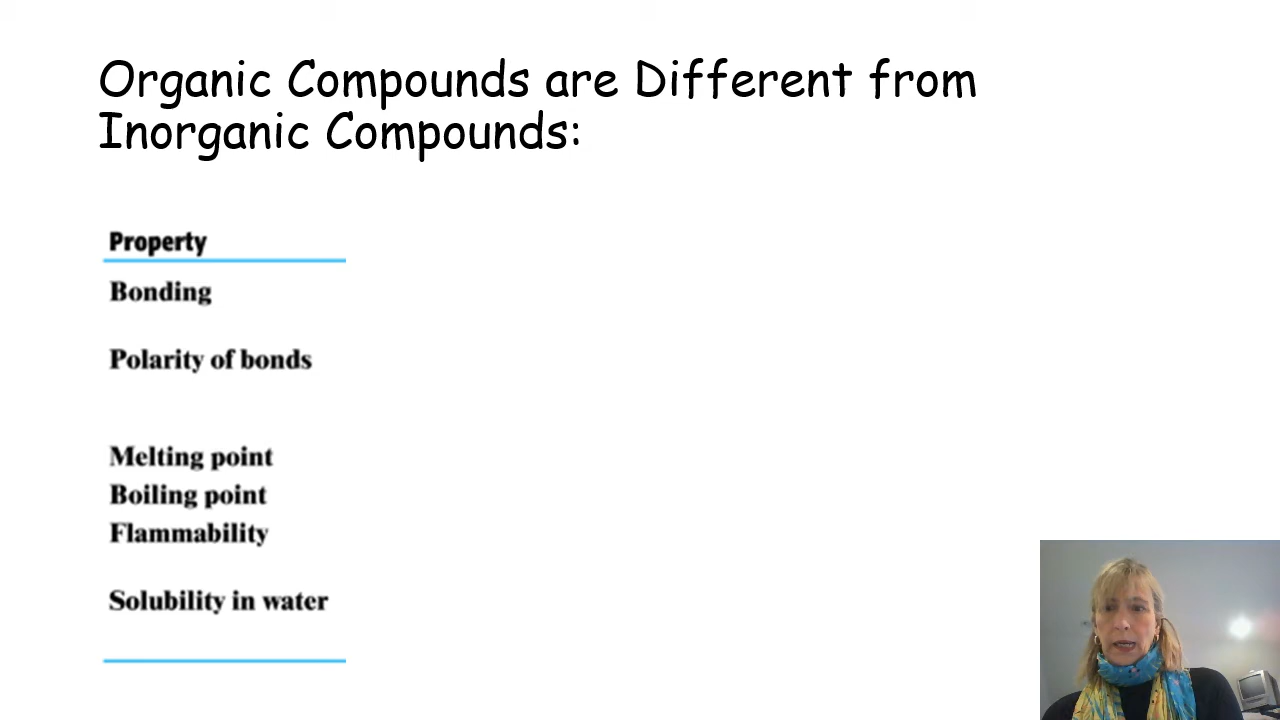 Organic Compounds are Different from
Inorganic Compounds:
Property
Bonding
Polarity of bonds
Melting point
Boiling point
Flammability
Solubility in water